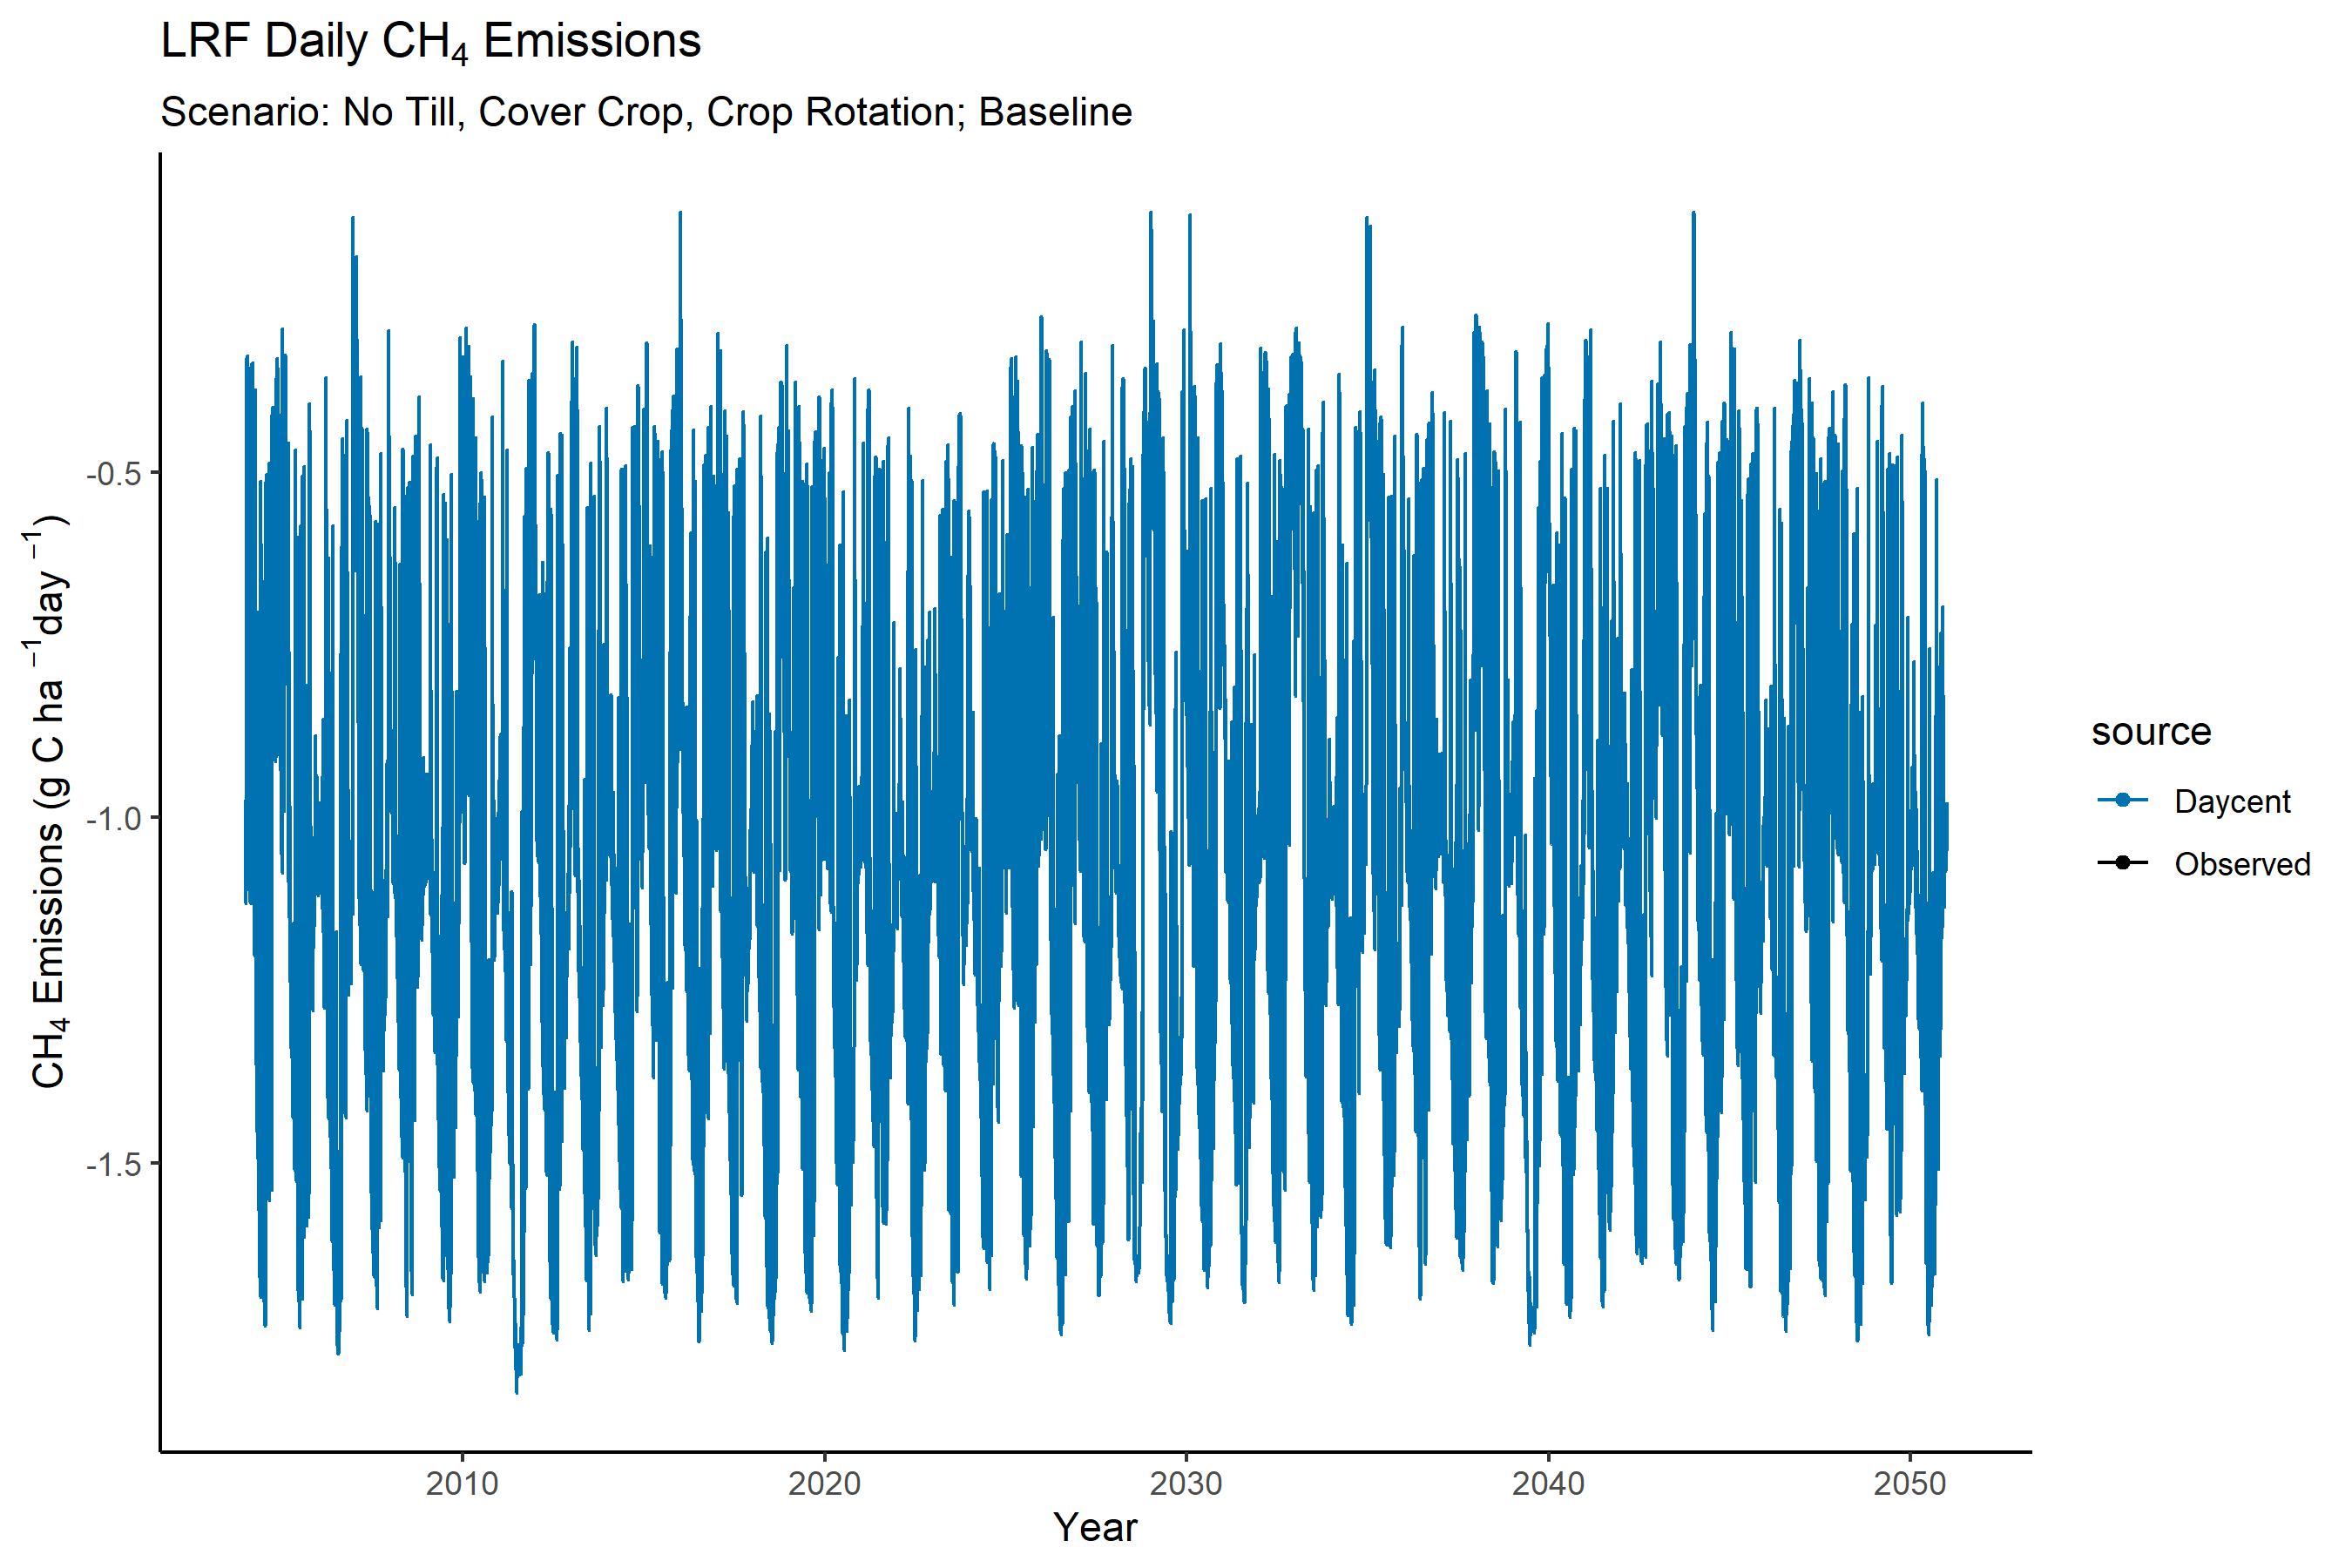 LRF Daily CH₄ Emissions
Scenario: No Till, Cover Crop, Crop Rotation; Baseline
CH₄ Emissions (g C ha ⁻¹day ⁻¹)
-0.5
-1.0
-1.5
2010 2020 2030 2040 2050
Year
source
Daycent
Observed